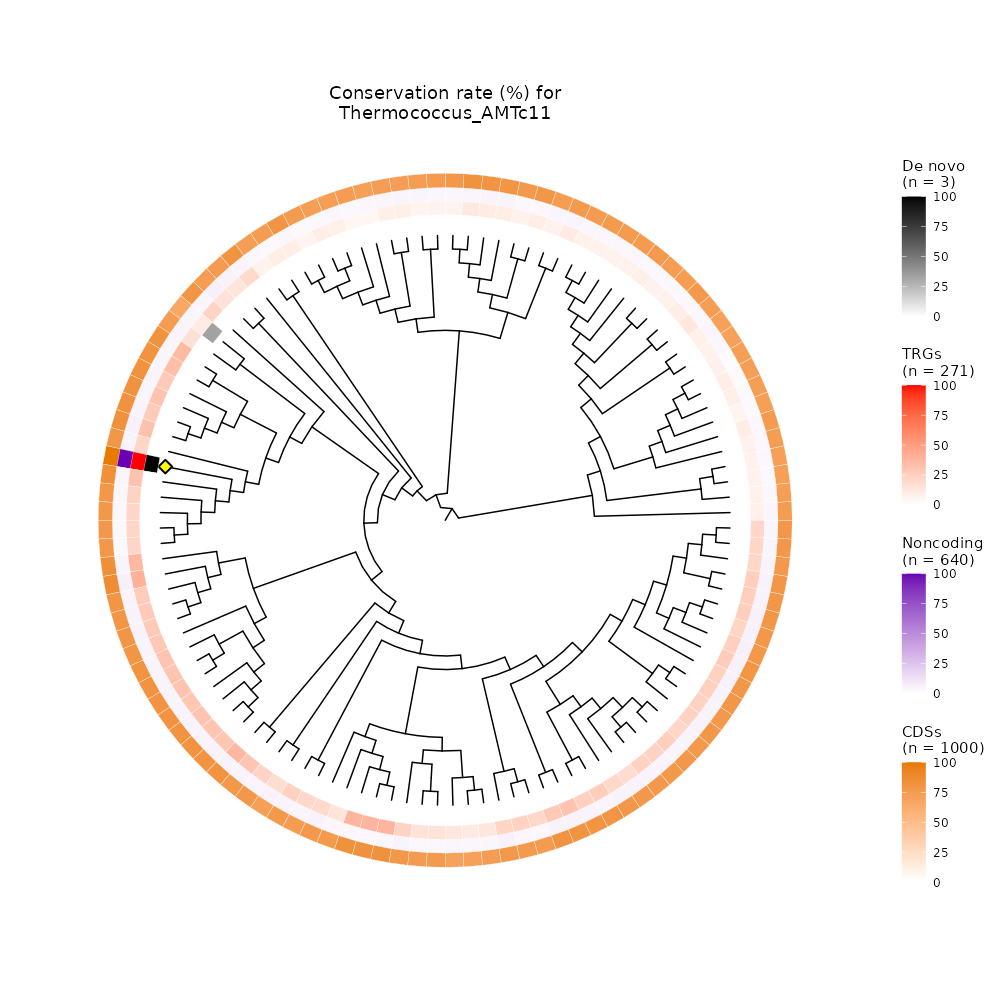 Conservation rate (%) for
Thermococcus_AMTc11
De novo
(n = 3)
100
75
50
25
0
TRGs
(n = 271)
100
75
50
25
0
Noncoding
(n = 640)
100
75
50
25
0
CDSs
(n = 1000)
100
75
50
25
0